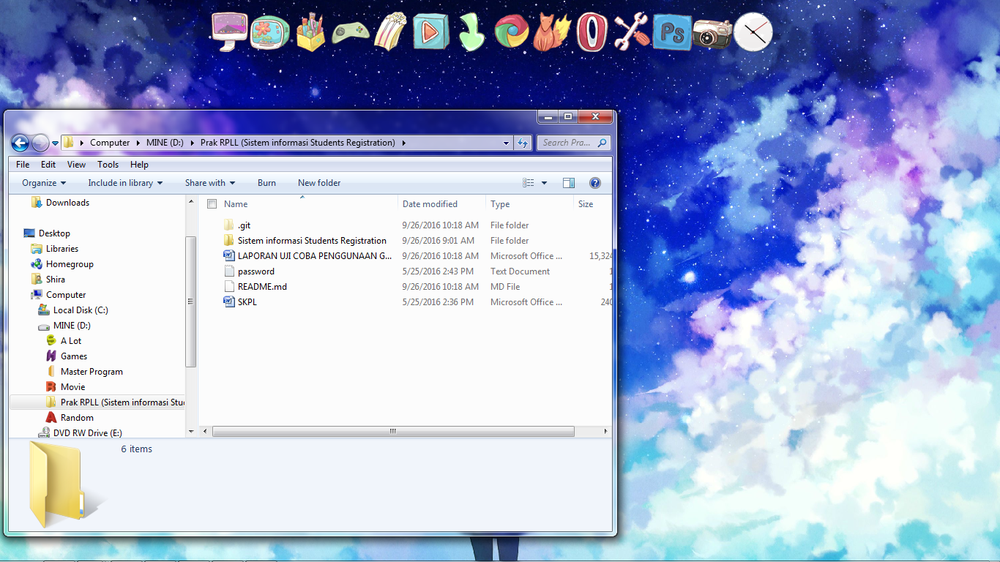 Ps
Computer MINE (D:) Prak RPLL (Sistem informasi Students Registration)
Search Pra...
File Edit View Tools Help
Organize Include in library Share with Burn New folder
Downloads
Desktop
Libraries
Homegroup
Shira
Computer
Local Disk (C:)
MINE (D:)
A Lot
Games
Master Program
Movie
Prak RPLL (Sistem informasi Stu
Random
DVD RW Drive (E:)
Name Date modified Type Size
.git 9/26/2016 10:18 AM File folder
Sistem informasi Students Registration 9/26/2016 9:01 AM File folder
LAPORAN UJI COBA PENGGUNAAN G... 9/26/2016 10:18 AM Microsoft Office ... 15,324
password 5/25/2016 2:43 PM Text Document 1
README.md 9/26/2016 10:18 AM MD File 1
SKPL 5/25/2016 2:36 PM Microsoft Office ... 240
6 items